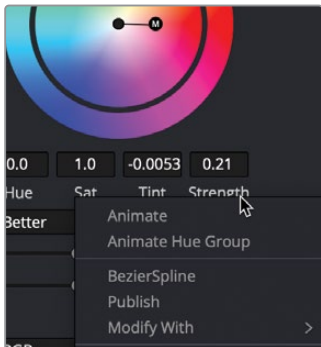 M
0.0 1.0 -0.0053 0.21
Hue Sat Tint Strength
Better
Animate
Animate Hue Group
BezierSpline
Publish
Modify With >